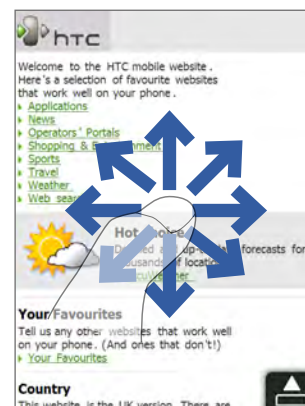 hTC
Welcome to the HTC mobile website.
Here's a selection of favourite websites
that work well on your phone.
Applications
News
Operators' Portals
Shopping &
Sports
Travel
Weather
Web
Hot
forecasts for
Your Favourites
Tell us any other websites that work well
on your phone. (And ones that don't!)
Your Favourites
Country
This website is the UK version. There are